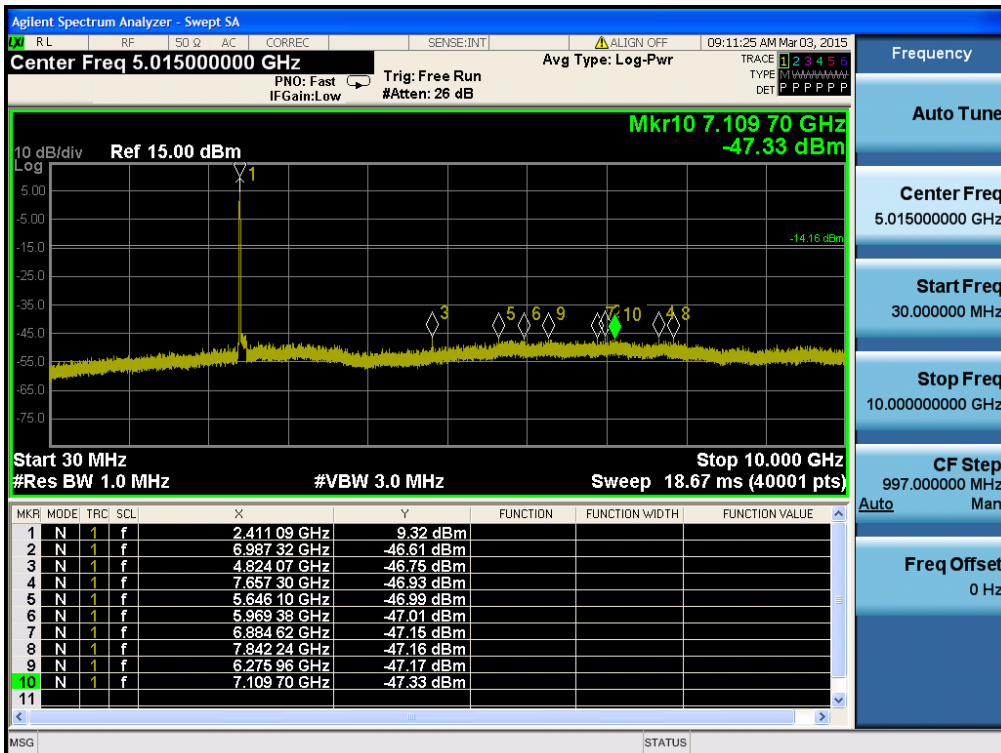 Agilent Spectrum Analyzer - Swept SA
LXI RL RF 50 Ω AC CORREC SENSE:INT ALIGN OFF 09:11:25 AM Mar 03, 2015
Center Freq 5.015000000 GHz
PNO: Fast
IFGain:Low
Trig: Free Run
#Atten: 26 dB
Avg Type: Log-Pwr
TRACE 1 2 3 4 5 6
TYPE M
DET P P P P P P
Mkr10 7.109 70 GHz
-47.33 dBm
10 dB/div Ref 15.00 dBm
Log
1
5.00
-5.00
-15.0
-14.16 dBm
-25.0
-35.0
3 5 6 9 7 10 4 8
-45.0
-55.0
-65.0
-75.0
Start 30 MHz Stop 10.000 GHz
#Res BW 1.0 MHz #VBW 3.0 MHz Sweep 18.67 ms (40001 pts)
MKR MODE TRC SCL X Y FUNCTION FUNCTION WIDTH FUNCTION VALUE
1 N 1 f 2.411 09 GHz 9.32 dBm
2 N 1 f 6.987 32 GHz -46.61 dBm
3 N 1 f 4.824 07 GHz -46.75 dBm
4 N 1 f 7.657 30 GHz -46.93 dBm
5 N 1 f 5.646 10 GHz -46.99 dBm
6 N 1 f 5.969 38 GHz -47.01 dBm
7 N 1 f 6.884 62 GHz -47.15 dBm
8 N 1 f 7.842 24 GHz -47.16 dBm
9 N 1 f 6.275 96 GHz -47.17 dBm
10 N 1 f 7.109 70 GHz -47.33 dBm
11
MSG STATUS
Frequency
Auto Tune
Center Freq
5.015000000 GHz
Start Freq
30.000000 MHz
Stop Freq
10.000000000 GHz
CF Step
997.000000 MHz
Auto Man
Freq Offset
0 Hz